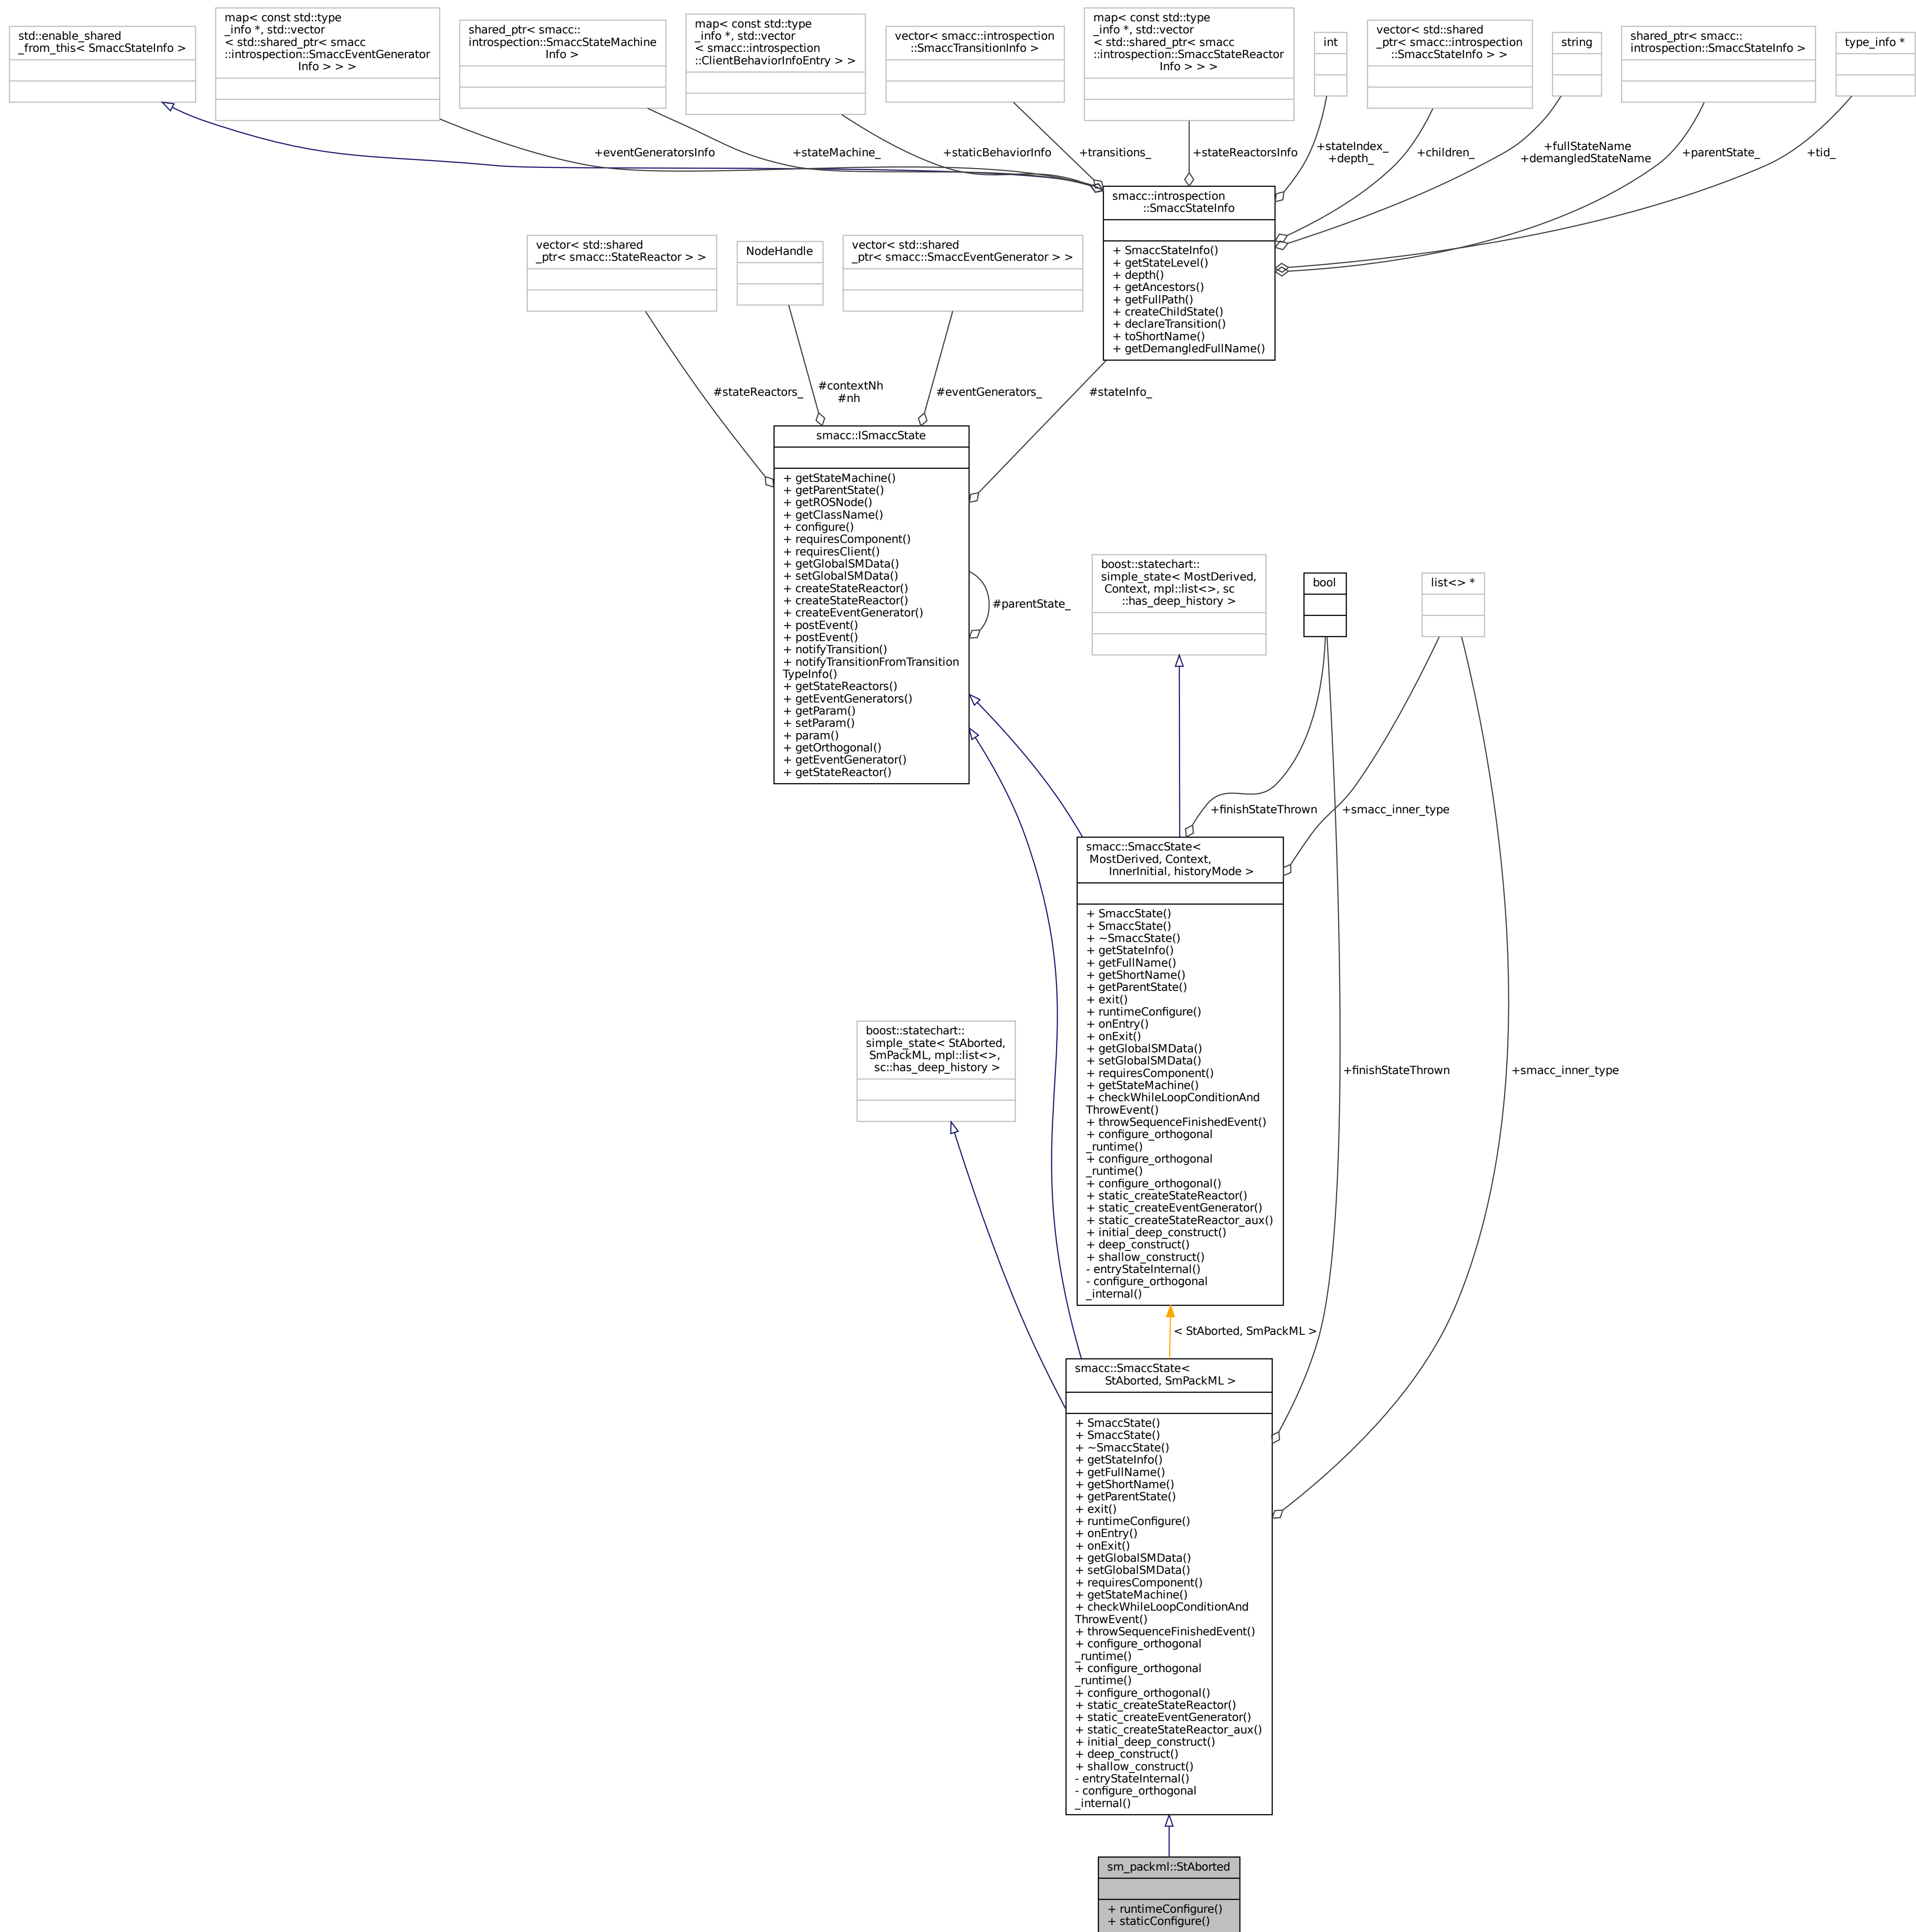 std::enable_shared
_from_this< SmaccStateInfo >
map< const std::type
_info *, std::vector
< std::shared_ptr< smacc
::introspection::SmaccEventGenerator
Info > > >
shared_ptr< smacc::
introspection::SmaccStateMachine
Info >
map< const std::type
_info *, std::vector
< smacc::introspection
::ClientBehaviorInfoEntry > >
vector< smacc::introspection
::SmaccTransitionInfo >
map< const std::type
_info *, std::vector
< std::shared_ptr< smacc
::introspection::SmaccStateReactor
Info > > >
int
vector< std::shared
_ptr< smacc::introspection
::SmaccStateInfo > >
string
shared_ptr< smacc::
introspection::SmaccStateInfo >
type_info *
+eventGeneratorsInfo
+stateMachine_
+staticBehaviorInfo
+transitions_
+stateReactorsInfo
+stateIndex_
+depth_
+children_
+fullStateName
+demangledStateName
+parentState_
+tid_
smacc::introspection
::SmaccStateInfo
+ SmaccStateInfo()
+ getStateLevel()
+ depth()
+ getAncestors()
+ getFullPath()
+ createChildState()
+ declareTransition()
+ toShortName()
+ getDemangledFullName()
vector< std::shared
_ptr< smacc::StateReactor > >
NodeHandle
vector< std::shared
_ptr< smacc::SmaccEventGenerator > >
#stateReactors_
#contextNh
#nh
#eventGenerators_
#stateInfo_
smacc::ISmaccState
+ getStateMachine()
+ getParentState()
+ getROSNode()
+ getClassName()
+ configure()
+ requiresComponent()
+ requiresClient()
+ getGlobalSMData()
+ setGlobalSMData()
+ createStateReactor()
+ createStateReactor()
+ createEventGenerator()
+ postEvent()
+ postEvent()
+ notifyTransition()
+ notifyTransitionFromTransition
TypeInfo()
+ getStateReactors()
+ getEventGenerators()
+ getParam()
+ setParam()
+ param()
+ getOrthogonal()
+ getEventGenerator()
+ getStateReactor()
#parentState_
boost::statechart::
simple_state< MostDerived,
Context, mpl::list<>, sc
::has_deep_history >
bool
list<> *
+finishStateThrown
+smacc_inner_type
smacc::SmaccState<
MostDerived, Context,
InnerInitial, historyMode >
+ SmaccState()
+ SmaccState()
+ ~SmaccState()
+ getStateInfo()
+ getFullName()
+ getShortName()
+ getParentState()
+ exit()
+ runtimeConfigure()
+ onEntry()
+ onExit()
+ getGlobalSMData()
+ setGlobalSMData()
+ requiresComponent()
+ getStateMachine()
+ checkWhileLoopConditionAnd
ThrowEvent()
+ throwSequenceFinishedEvent()
+ configure_orthogonal
_runtime()
+ configure_orthogonal
_runtime()
+ configure_orthogonal()
+ static_createStateReactor()
+ static_createEventGenerator()
+ static_createStateReactor_aux()
+ initial_deep_construct()
+ deep_construct()
+ shallow_construct()
- entryStateInternal()
- configure_orthogonal
_internal()
boost::statechart::
simple_state< StAborted,
SmPackML, mpl::list<>,
sc::has_deep_history >
+finishStateThrown
+smacc_inner_type
< StAborted, SmPackML >
smacc::SmaccState<
StAborted, SmPackML >
+ SmaccState()
+ SmaccState()
+ ~SmaccState()
+ getStateInfo()
+ getFullName()
+ getShortName()
+ getParentState()
+ exit()
+ runtimeConfigure()
+ onEntry()
+ onExit()
+ getGlobalSMData()
+ setGlobalSMData()
+ requiresComponent()
+ getStateMachine()
+ checkWhileLoopConditionAnd
ThrowEvent()
+ throwSequenceFinishedEvent()
+ configure_orthogonal
_runtime()
+ configure_orthogonal
_runtime()
+ configure_orthogonal()
+ static_createStateReactor()
+ static_createEventGenerator()
+ static_createStateReactor_aux()
+ initial_deep_construct()
+ deep_construct()
+ shallow_construct()
- entryStateInternal()
- configure_orthogonal
_internal()
sm_packml::StAborted
+ runtimeConfigure()
+ staticConfigure()